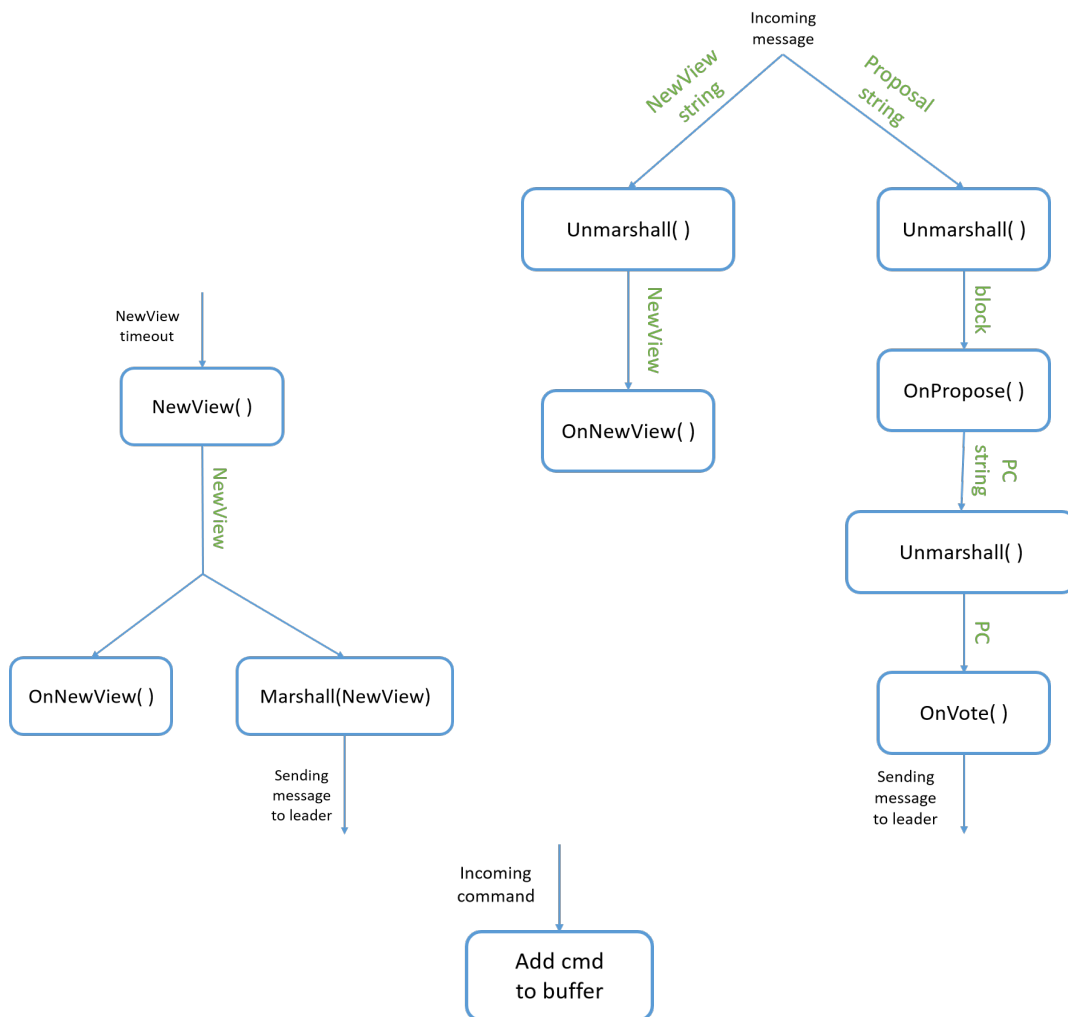 Incoming
message
NewView
string
Proposal
string
Unmarshall( )
Unmarshall( )
NewView
block
OnNewView( )
OnPropose( )
PC
string
Unmarshall( )
PC
OnVote( )
Sending
message
to leader
NewView
timeout
NewView( )
NewView
OnNewView( )
Marshall(NewView)
Sending
message
to leader
Incoming
command
Add cmd
to buffer